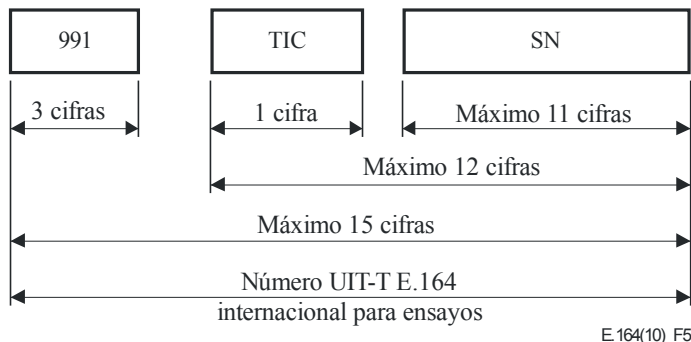 991 TIC SN
3 cifras 1 cifra Máximo 11 cifras
Máximo 12 cifras
Máximo 15 cifras
Número UIT-T E.164
internacional para ensayos
E.164(10)_F5